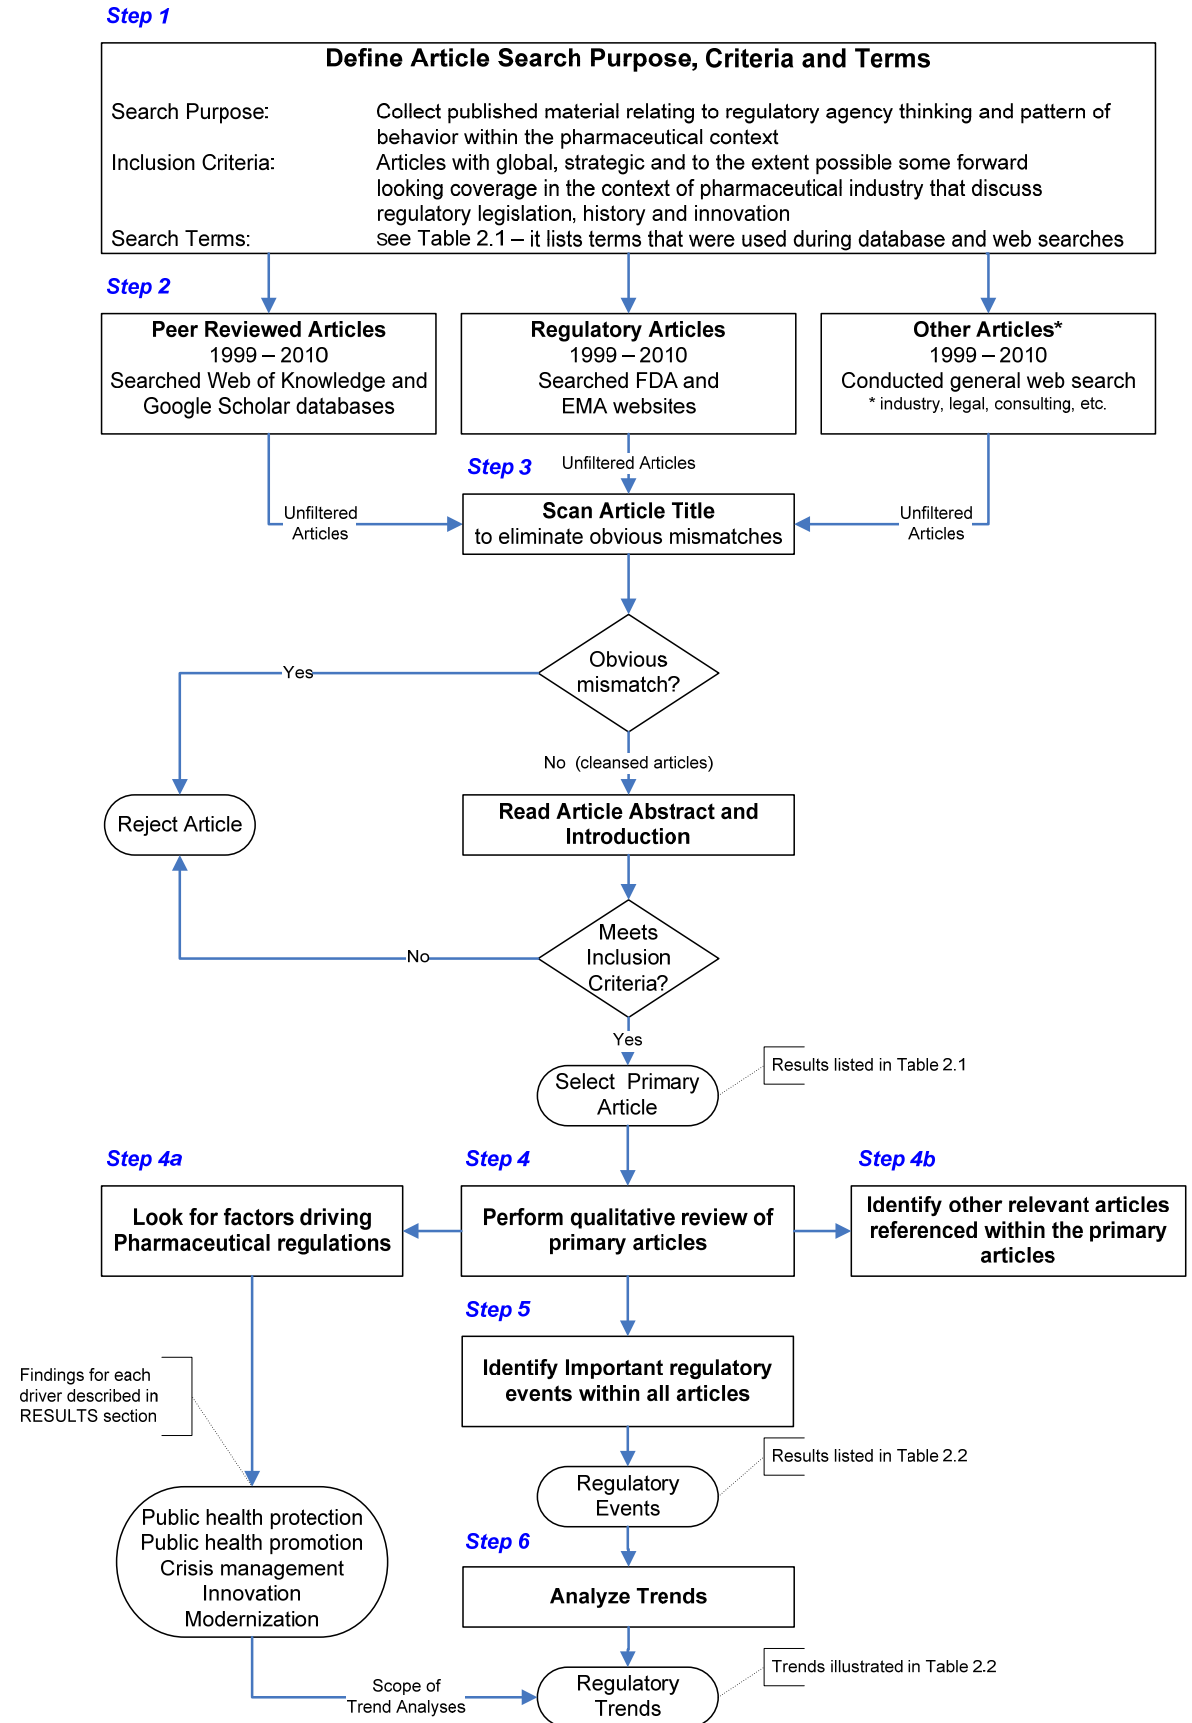 Step 1
Define Article Search Purpose, Criteria and Terms
Search Purpose: Collect published material relating to regulatory agency thinking and pattern of
behavior within the pharmaceutical context
Inclusion Criteria: Articles with global, strategic and to the extent possible some forward
looking coverage in the context of pharmaceutical industry that discuss
regulatory legislation, history and innovation
Search Terms: see Table 2.1 – it lists terms that were used during database and web searches
Step 2
Peer Reviewed Articles
1999 – 2010
Searched Web of Knowledge and
Google Scholar databases
Regulatory Articles
1999 – 2010
Searched FDA and
EMA websites
Other Articles*
1999 – 2010
Conducted general web search
* industry, legal, consulting, etc.
Step 3
Unfiltered Articles
Unfiltered
Articles
Scan Article Title
to eliminate obvious mismatches
Unfiltered
Articles
Obvious
mismatch?
Yes
No (cleansed articles)
Reject Article
Read Article Abstract and
Introduction
Meets
Inclusion
Criteria?
No
Yes
Select Primary
Article
Results listed in Table 2.1
Step 4a
Step 4
Step 4b
Look for factors driving
Pharmaceutical regulations
Perform qualitative review of
primary articles
Identify other relevant articles
referenced within the primary
articles
Step 5
Identify Important regulatory
events within all articles
Findings for each
driver described in
RESULTS section
Regulatory
Events
Results listed in Table 2.2
Public health protection
Public health promotion
Crisis management
Innovation
Modernization
Step 6
Analyze Trends
Scope of
Trend Analyses
Regulatory
Trends
Trends illustrated in Table 2.2